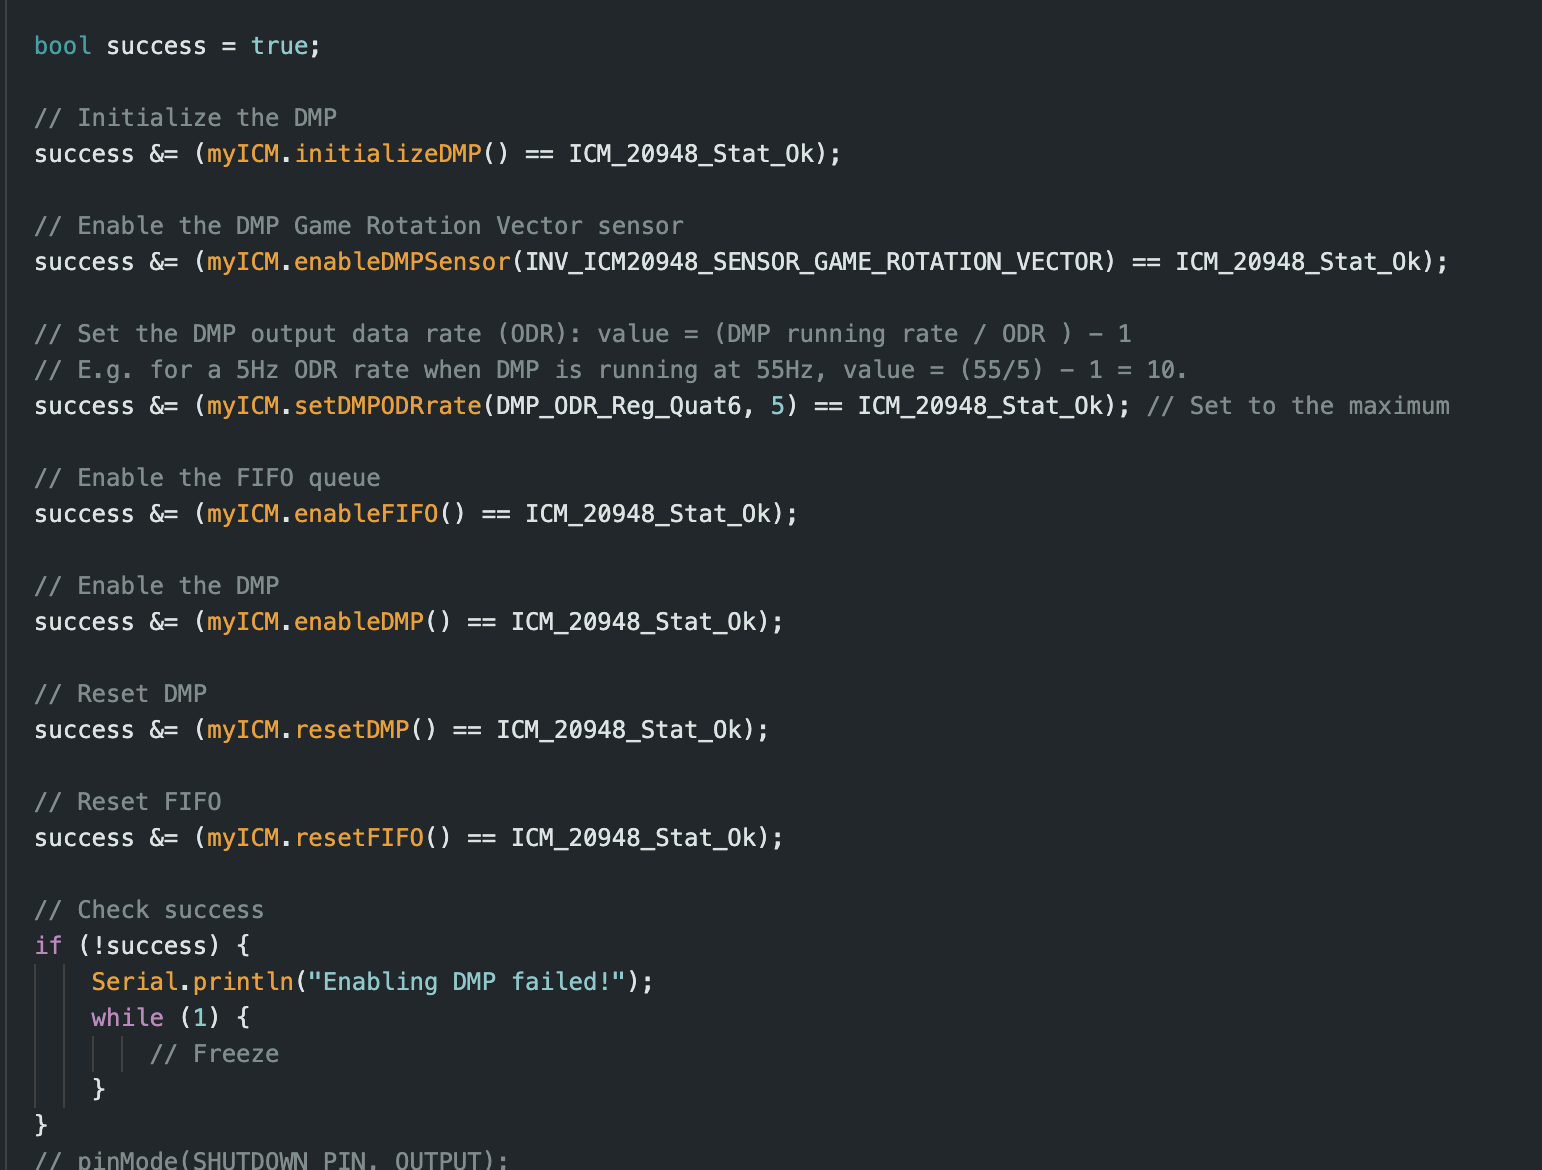 bool success = true;
// Initialize the DMP
success &= (myICM.initializeDMP() == ICM_20948_Stat_Ok);
// Enable the DMP Game Rotation Vector sensor
success &= (myICM.enableDMPSensor(INV_ICM20948_SENSOR_GAME_ROTATION_VECTOR) == ICM_20948_Stat_Ok);
// Set the DMP output data rate (ODR): value = (DMP running rate / ODR ) - 1
// E.g. for a 5Hz ODR rate when DMP is running at 55Hz, value = (55/5) - 1 = 10.
success &= (myICM.setDMPODRrate(DMP_ODR_Reg_Quat6, 5) == ICM_20948_Stat_Ok); // Set to the maximum
// Enable the FIFO queue
success &= (myICM.enableFIFO() == ICM_20948_Stat_Ok);
// Enable the DMP
success &= (myICM.enableDMP() == ICM_20948_Stat_Ok);
// Reset DMP
success &= (myICM.resetDMP() == ICM_20948_Stat_Ok);
// Reset FIFO
success &= (myICM.resetFIFO() == ICM_20948_Stat_Ok);
// Check success
if (!success) {
Serial.println("Enabling DMP failed!");
while (1) {
// Freeze
}
}
// pinMode(SHUTDOWN_PIN, OUTPUT);